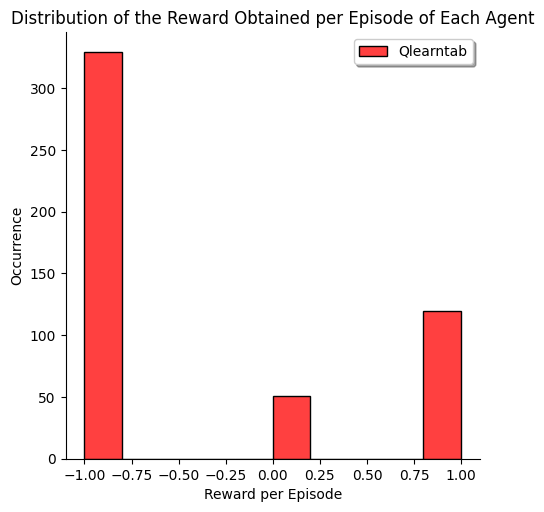 Distribution of the Reward Obtained per Episode of Each Agent
Qlearntab
Occurrence
300
250
200
150
100
50
0
−1.00 −0.75 −0.50 −0.25 0.00 0.25 0.50 0.75 1.00
Reward per Episode